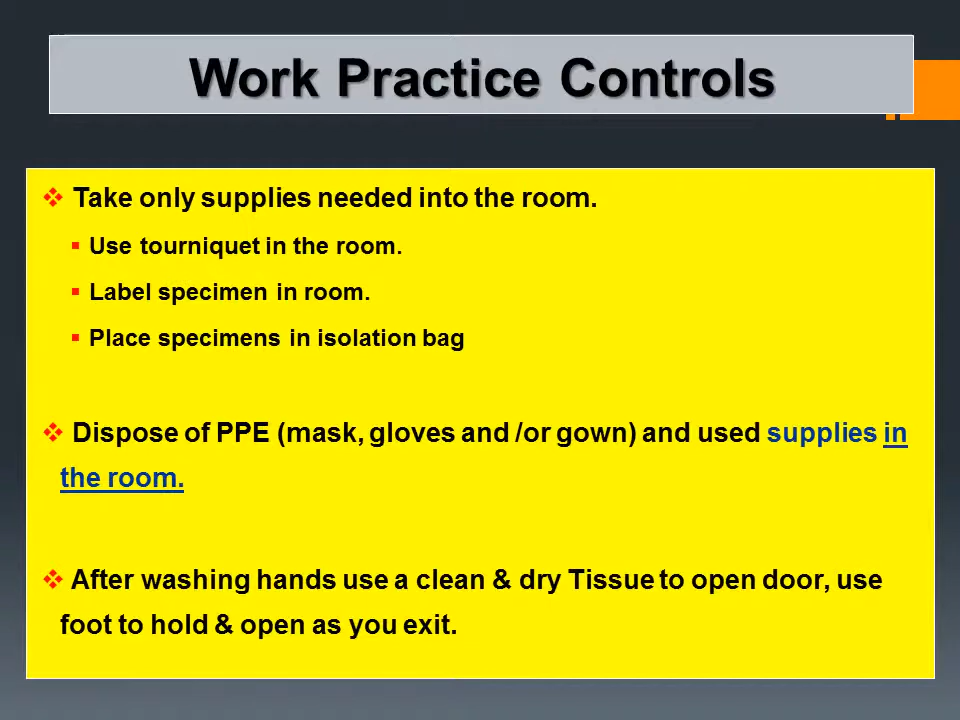 Work Practice Controls
❖ Take only supplies needed into the room.
▪ Use tourniquet in the room.
▪ Label specimen in room.
▪ Place specimens in isolation bag
❖ Dispose of PPE (mask, gloves and /or gown) and used supplies in
the room.
❖ After washing hands use a clean & dry Tissue to open door, use
foot to hold & open as you exit.